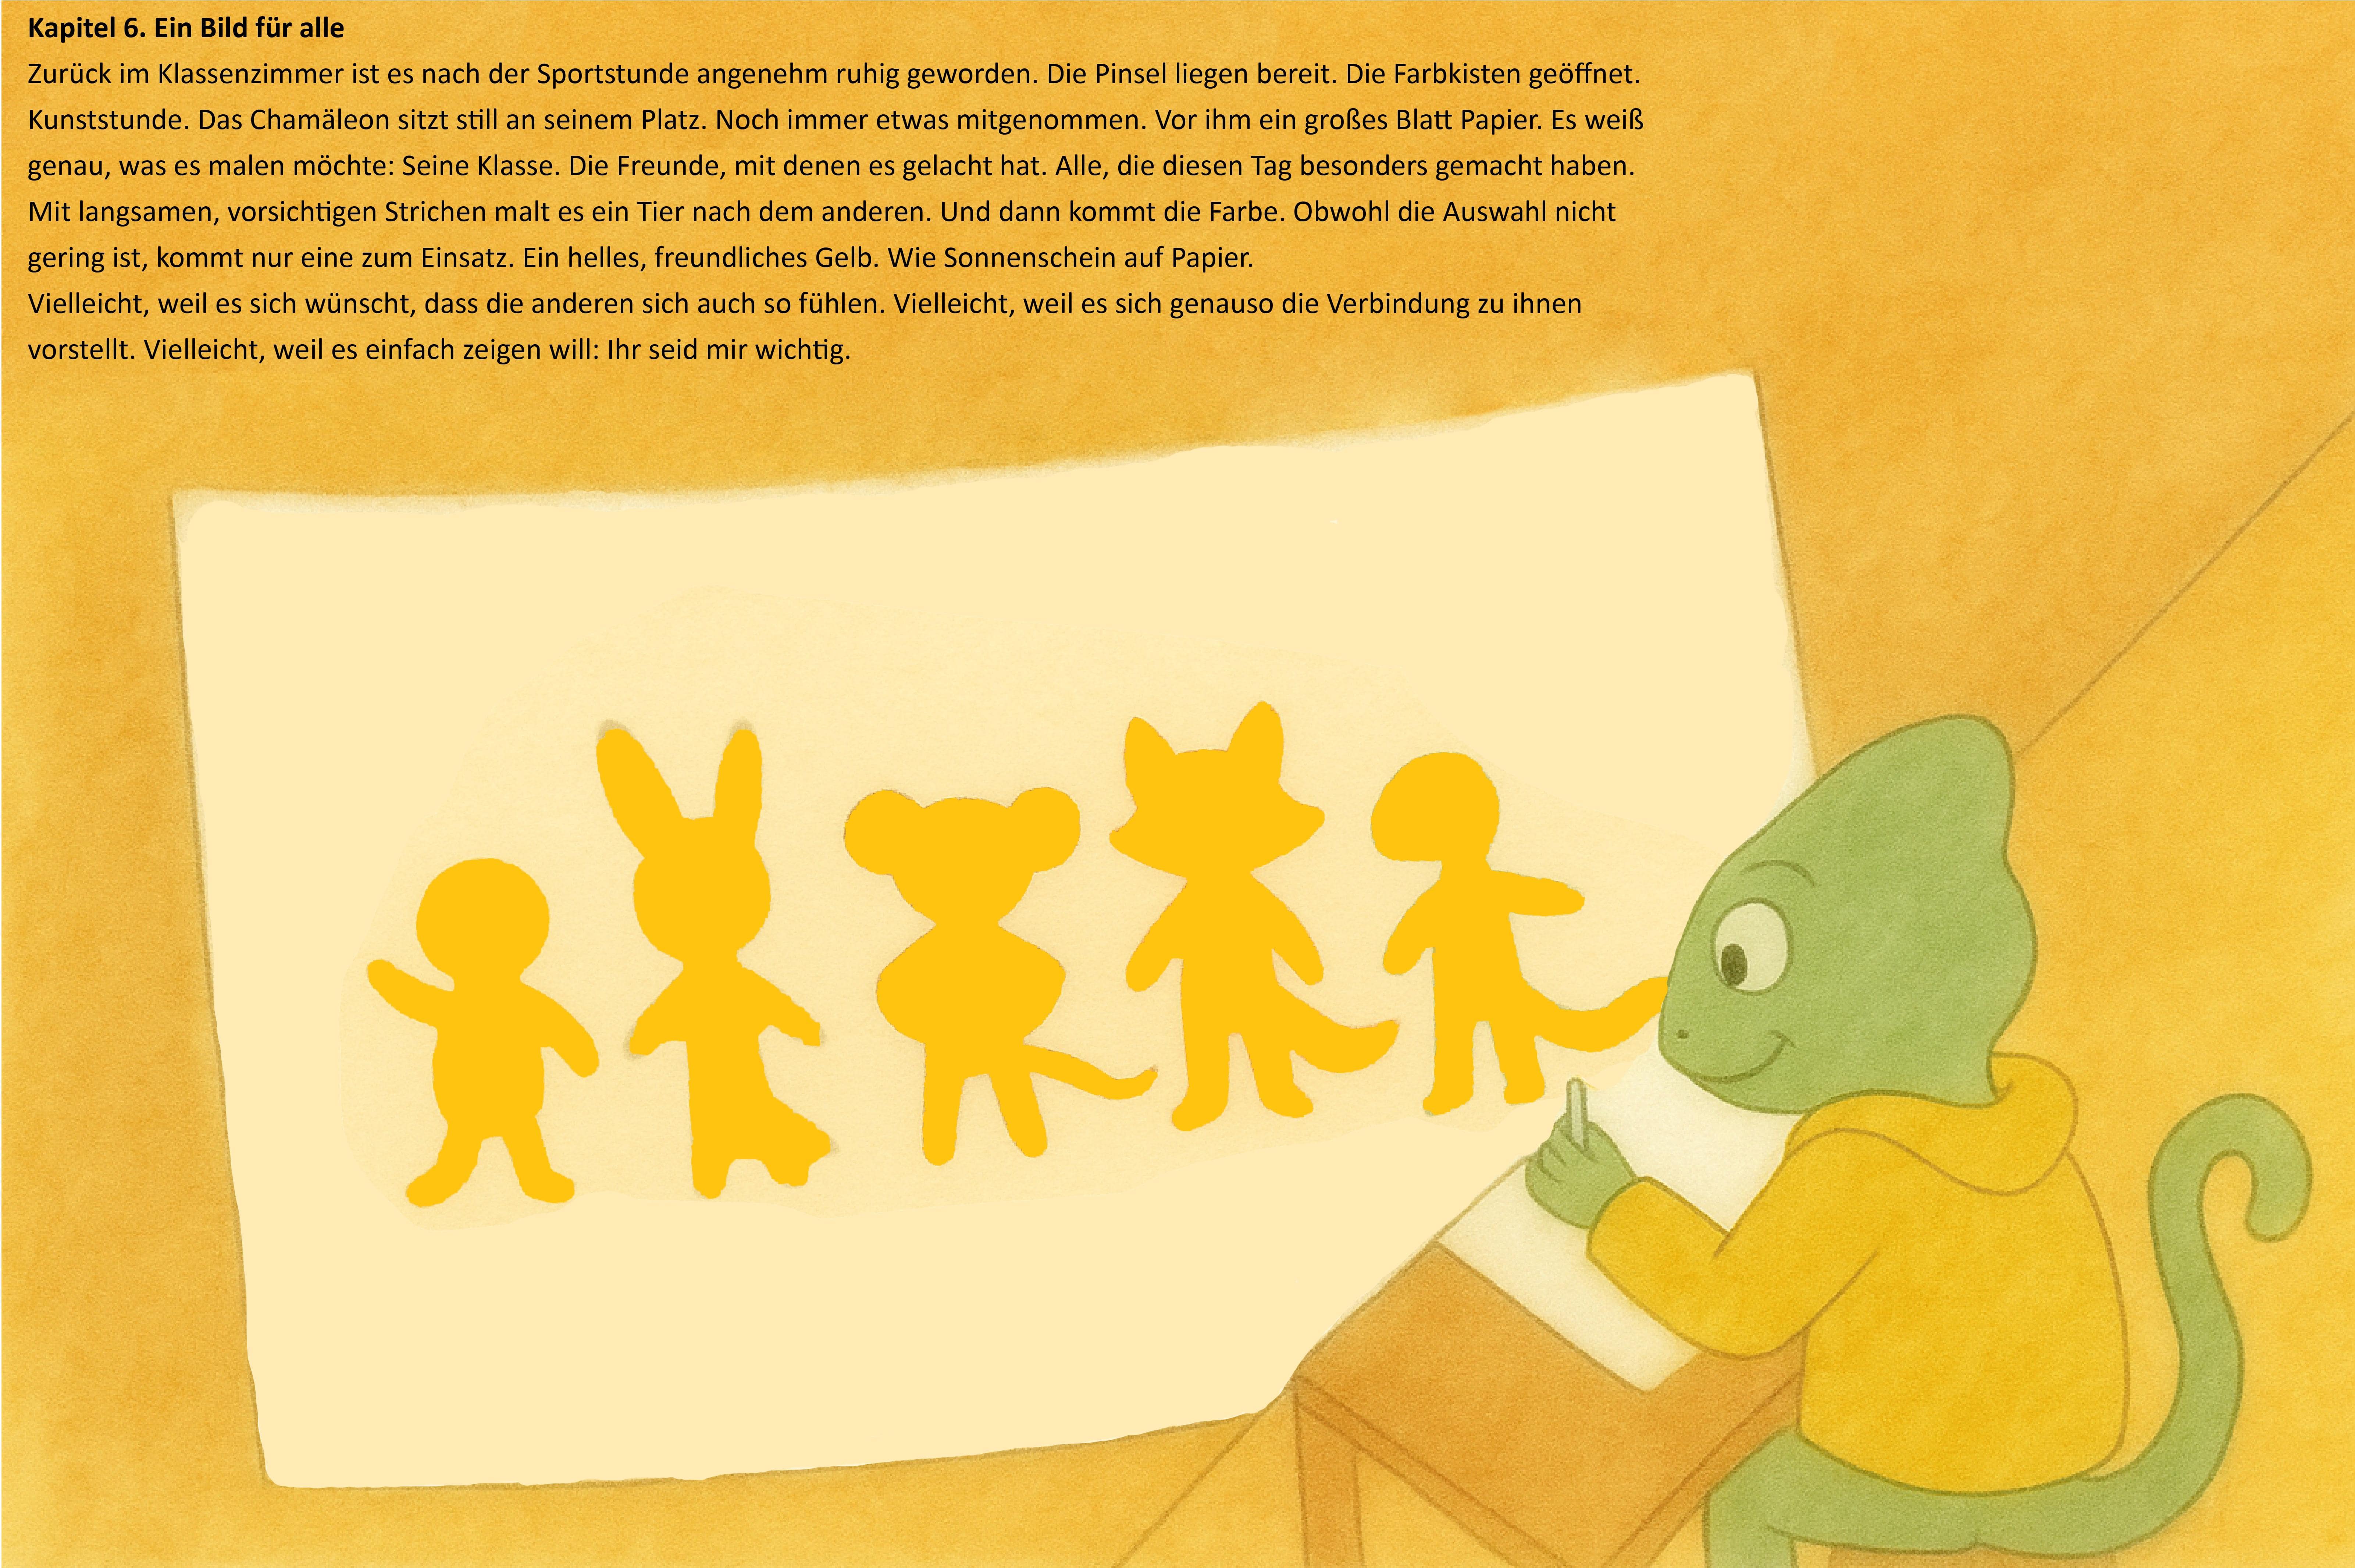 Kapitel 6. Ein Bild für alle
Zurück im Klassenzimmer ist es nach der Sportstunde angenehm ruhig geworden. Die Pinsel liegen bereit. Die Farbkisten geöffnet.
Kunststunde. Das Chamäleon sitzt still an seinem Platz. Noch immer etwas mitgenommen. Vor ihm ein großes Blatt Papier. Es weiß
genau, was es malen möchte: Seine Klasse. Die Freunde, mit denen es gelacht hat. Alle, die diesen Tag besonders gemacht haben.
Mit langsamen, vorsichtigen Strichen malt es ein Tier nach dem anderen. Und dann kommt die Farbe. Obwohl die Auswahl nicht
gering ist, kommt nur eine zum Einsatz. Ein helles, freundliches Gelb. Wie Sonnenschein auf Papier.
Vielleicht, weil es sich wünscht, dass die anderen sich auch so fühlen. Vielleicht, weil es sich genauso die Verbindung zu ihnen
vorstellt. Vielleicht, weil es einfach zeigen will: Ihr seid mir wichtig.